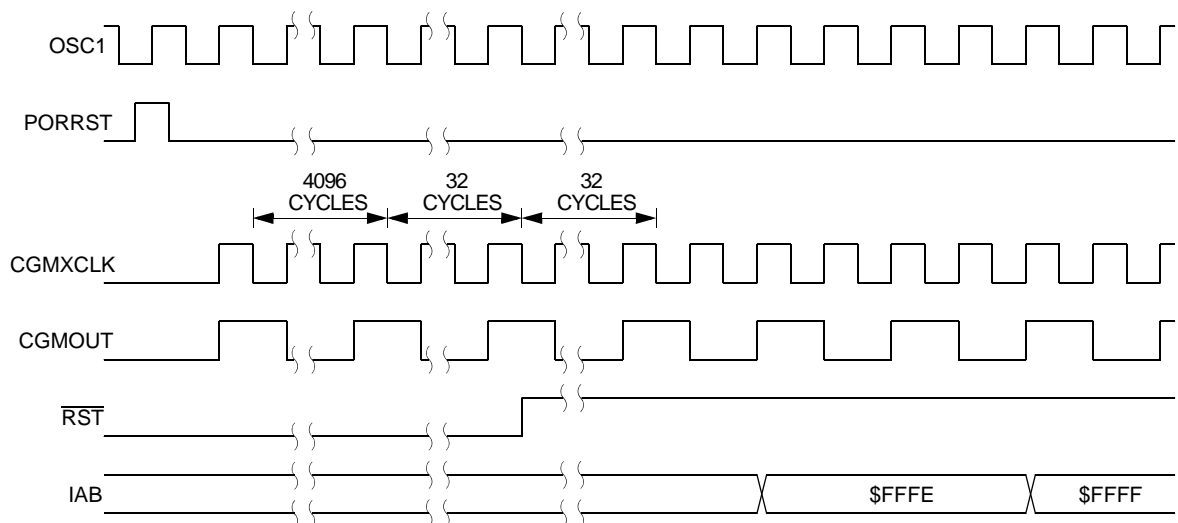 OSC1
PORRST
4096
CYCLES
32
CYCLES
32
CYCLES
CGMXCLK
CGMOUT
RST
IAB
$FFFE
$FFFF